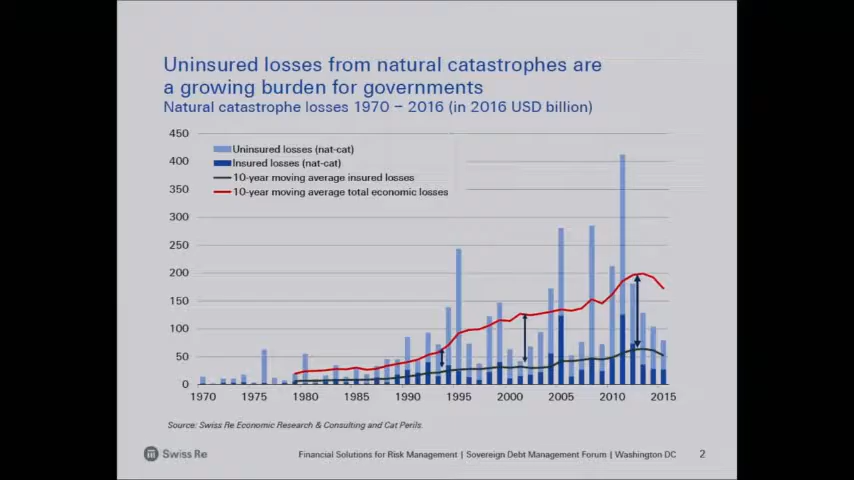 Uninsured losses from natural catastrophes are
a growing burden for governments
Natural catastrophe losses 1970 – 2016 (in 2016 USD billion)
450
400
350
300
250
200
150
100
50
0
Uninsured losses (nat-cat)
Insured losses (nat-cat)
10-year moving average insured losses
10-year moving average total economic losses
1970 1975 1980 1985 1990 1995 2000 2005 2010 2015
Source: Swiss Re Economic Research & Consulting and Cat Perils.
Swiss Re
Financial Solutions for Risk Management | Sovereign Debt Management Forum | Washington DC 2